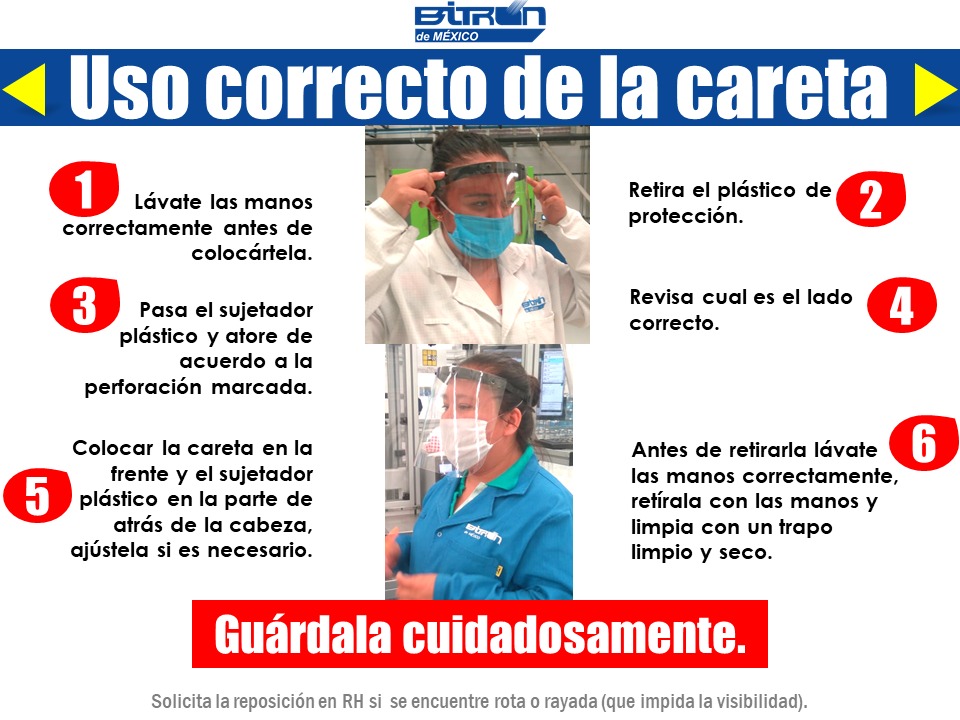 BiTRON
de MÉXICO
Uso correcto de la careta
1
Lávate las manos
correctamente antes de
colocártela.
2
Retira el plástico de
protección.
3
Pasa el sujetador
plástico y atore de
acuerdo a la
perforación marcada.
4
Revisa cual es el lado
correcto.
5
Colocar la careta en la
frente y el sujetador
plástico en la parte de
atrás de la cabeza,
ajústela si es necesario.
6
Antes de retirarla lávate
las manos correctamente,
retírala con las manos y
limpia con un trapo
limpio y seco.
BiTRON
BiTRON
de MÉXICO
Guárdala cuidadosamente.
Solicita la reposición en RH si se encuentre rota o rayada (que impida la visibilidad).